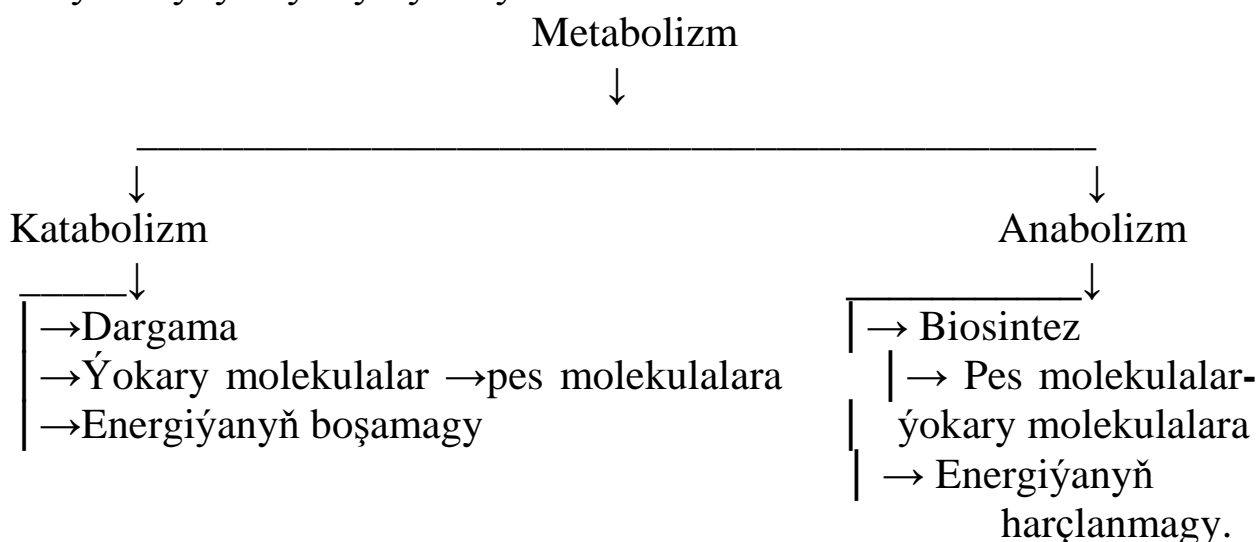 Metabolizm
↓
↓ ↓
Katabolizm Anabolizm
↓ ↓
→Dargama → Biosintez
→Ýokary molekulalar →pes molekulalara → Pes molekulalar-
→Energiýanyň boşamagy ýokary molekulalara
→ Energiýanyň
harçlanmagy.